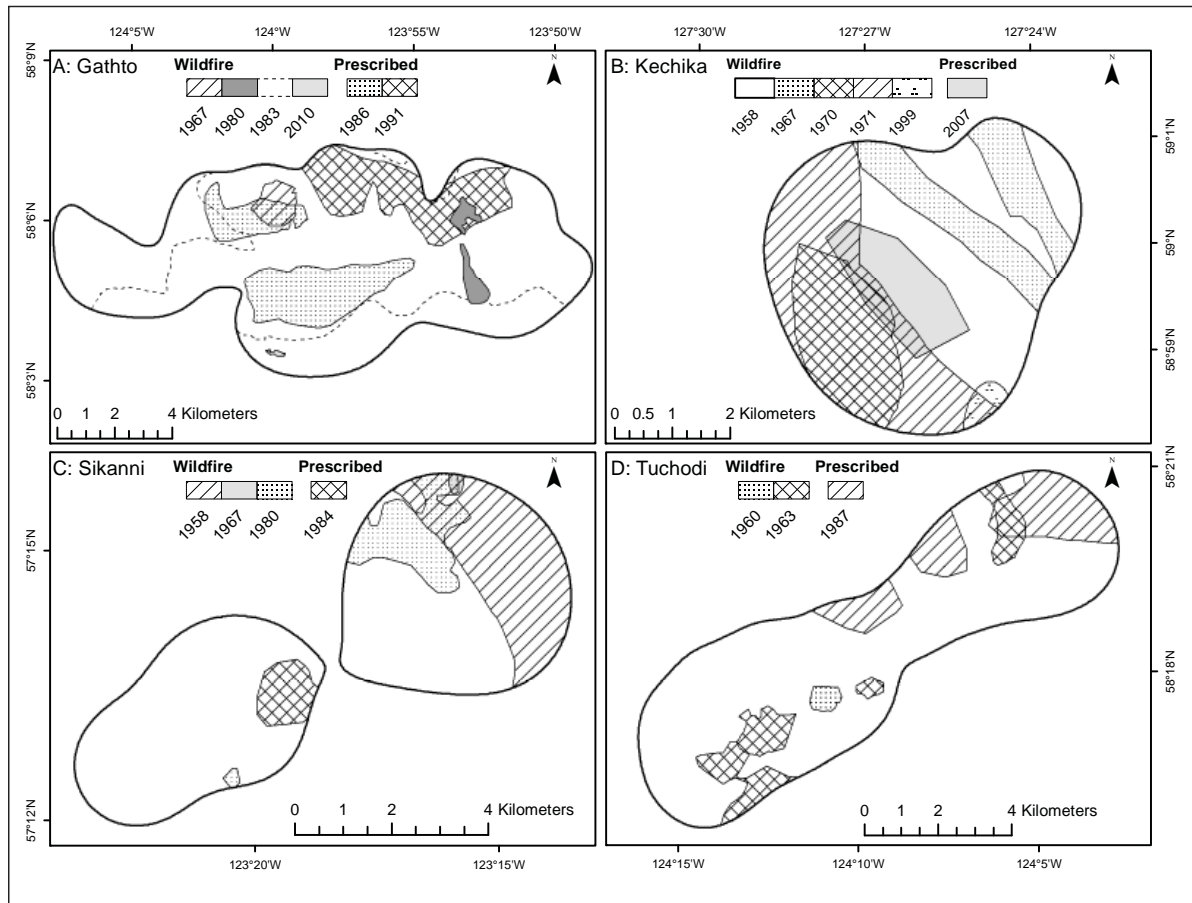 124°5'W 124°W 123°55'W 123°50'W
127°30'W 127°27'W 127°24'W
A: Gathto
Wildfire Prescribed
N
1967 1980 1983 2010 1986 1991
58°9'N
58°6'N
58°3'N
0 1 2 4 Kilometers
B: Kechika
Wildfire Prescribed
N
1958 1967 1970 1971 1999 2007
59°1'N
59°N
58°59'N
0 0.5 1 2 Kilometers
C: Sikanni
Wildfire Prescribed
N
1958 1967 1980 1984
57°15'N
57°12'N
0 1 2 4 Kilometers
123°20'W 123°15'W
D: Tuchodi
Wildfire Prescribed
N
1960 1963 1987
58°21'N
58°18'N
0 1 2 4 Kilometers
124°15'W 124°10'W 124°5'W